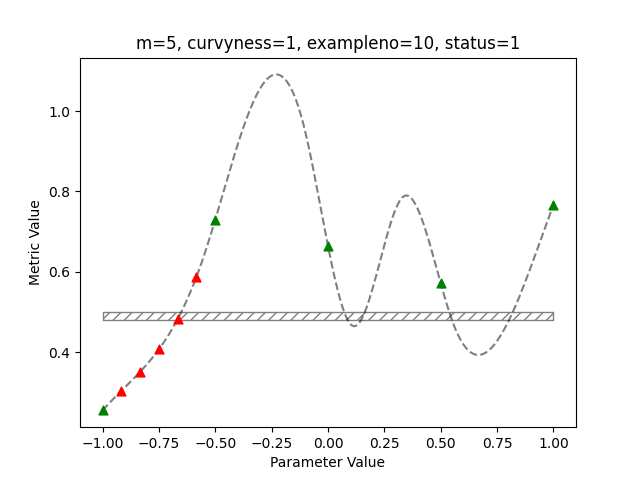 m=5, curvyness=1, exampleno=10, status=1
Metric Value
1.0
0.8
0.6
0.4
−1.00 −0.75 −0.50 −0.25 0.00 0.25 0.50 0.75 1.00
Parameter Value